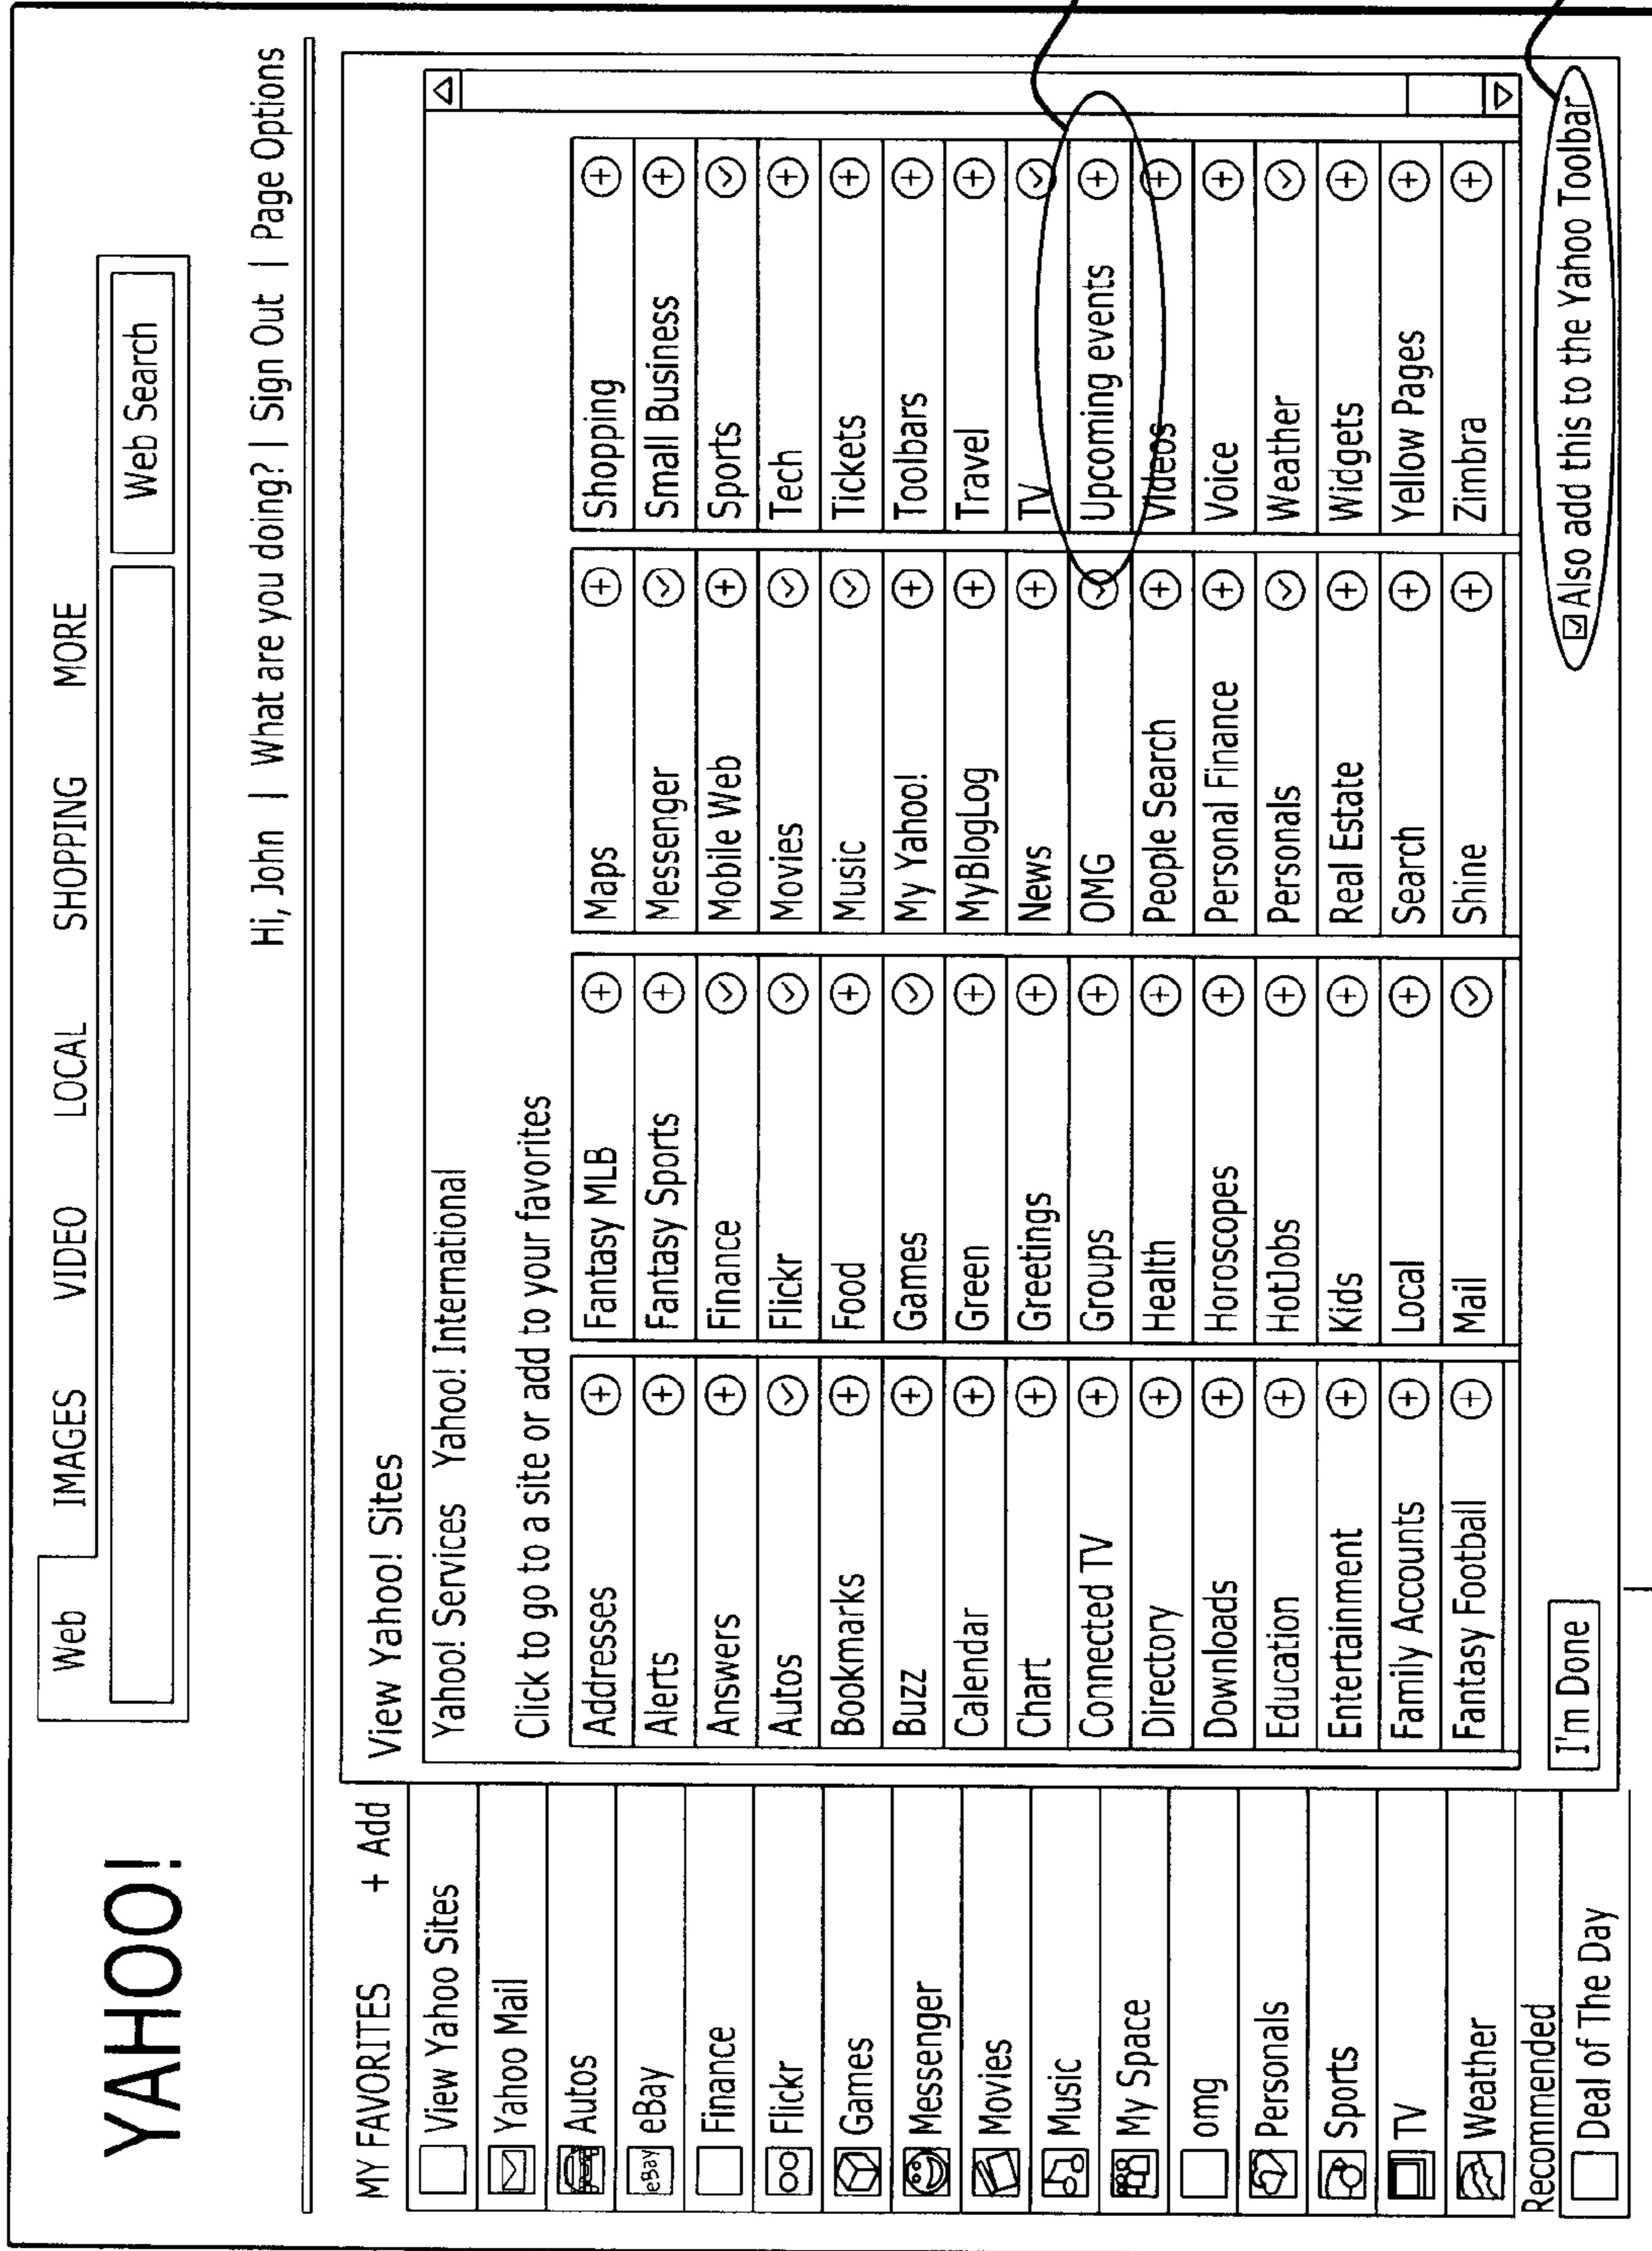 YAHOO!
Web IMAGES VIDEO LOCAL SHOPPING MORE
Web Search
Hi, John | What are you doing? | Sign Out | Page Options
MY FAVORITES + Add
View Yahoo Sites
Yahoo Mail
Autos
eBay eBay
Finance
Flickr
Games
Messenger
Movies
Music
My Space
omg
Personals
Sports
TV
Weather
Recommended
Deal of The Day
View Yahoo! Sites
Yahoo! Services Yahoo! International
Click to go to a site or add to your favorites
Addresses
Alerts
Answers
Autos
Bookmarks
Buzz
Calendar
Chart
Connected TV
Directory
Downloads
Education
Entertainment
Family Accounts
Fantasy Football
Fantasy MLB
Fantasy Sports
Finance
Flickr
Food
Games
Green
Greetings
Groups
Health
Horoscopes
HotJobs
Kids
Local
Mail
Maps
Messenger
Mobile Web
Movies
Music
My Yahoo!
MyBlogLog
News
OMG
People Search
Personal Finance
Personals
Real Estate
Search
Shine
Shopping
Small Business
Sports
Tech
Tickets
Toolbars
Travel
TV
Upcoming events
Videos
Voice
Weather
Widgets
Yellow Pages
Zimbra
I'm Done
Also add this to the Yahoo Toolbar